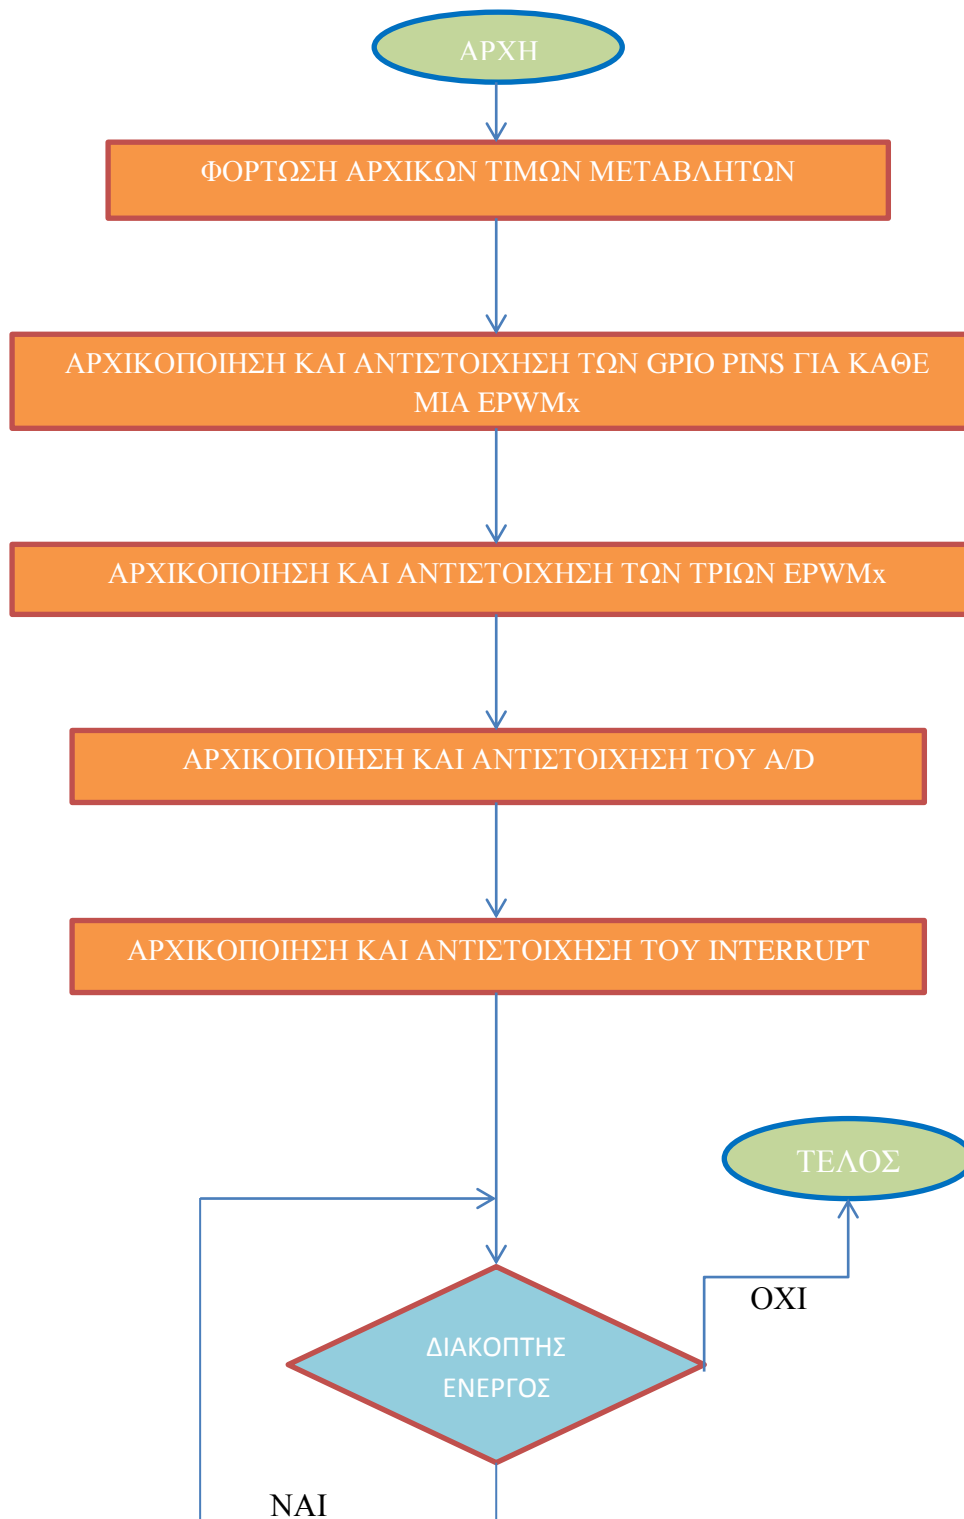 ΑΡΧΗ
ΦΟΡΤΩΣΗ ΑΡΧΙΚΩΝ ΤΙΜΩΝ ΜΕΤΑΒΛΗΤΩΝ
ΑΡΧΙΚΟΠΟΙΗΣΗ ΚΑΙ ΑΝΤΙΣΤΟΙΧΗΣΗ ΤΩΝ GPIO PINS ΓΙΑ ΚΑΘΕ
ΜΙΑ EPWMx
ΑΡΧΙΚΟΠΟΙΗΣΗ ΚΑΙ ΑΝΤΙΣΤΟΙΧΗΣΗ ΤΩΝ ΤΡΙΩΝ EPWMx
ΑΡΧΙΚΟΠΟΙΗΣΗ ΚΑΙ ΑΝΤΙΣΤΟΙΧΗΣΗ ΤΟΥ A/D
ΑΡΧΙΚΟΠΟΙΗΣΗ ΚΑΙ ΑΝΤΙΣΤΟΙΧΗΣΗ ΤΟΥ INTERRUPT
ΤΕΛΟΣ
ΟΧΙ
ΔΙΑΚΟΠΤΗΣ
ΕΝΕΡΓΟΣ
ΝΑΙ